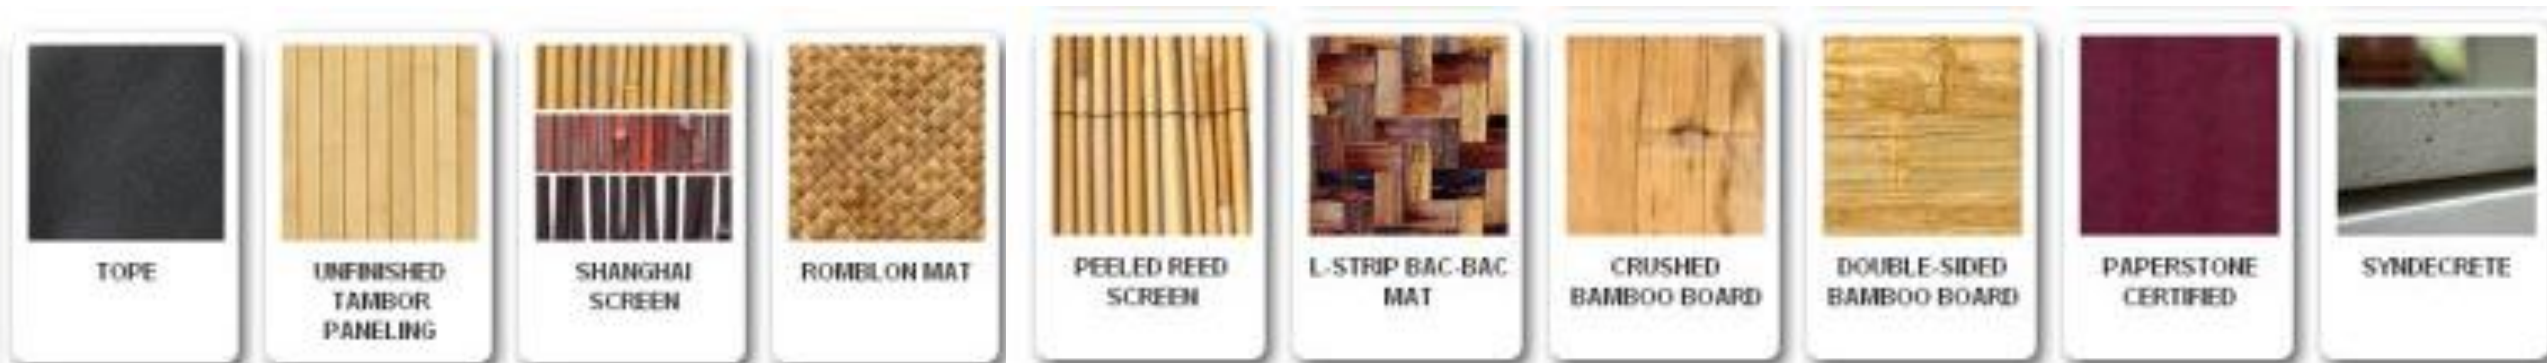 TOPE
UNFINISHED
TAMBOR
PANELING
SHANGHAI
SCREEN
ROMBLON MAT
PEELED REED
SCREEN
L-STRIP BAC-BAC
MAT
CRUSHED
BAMBOO BOARD
DOUBLE-SIDED
BAMBOO BOARD
PAPERSTONE
CERTIFIED
SYNDECRETE